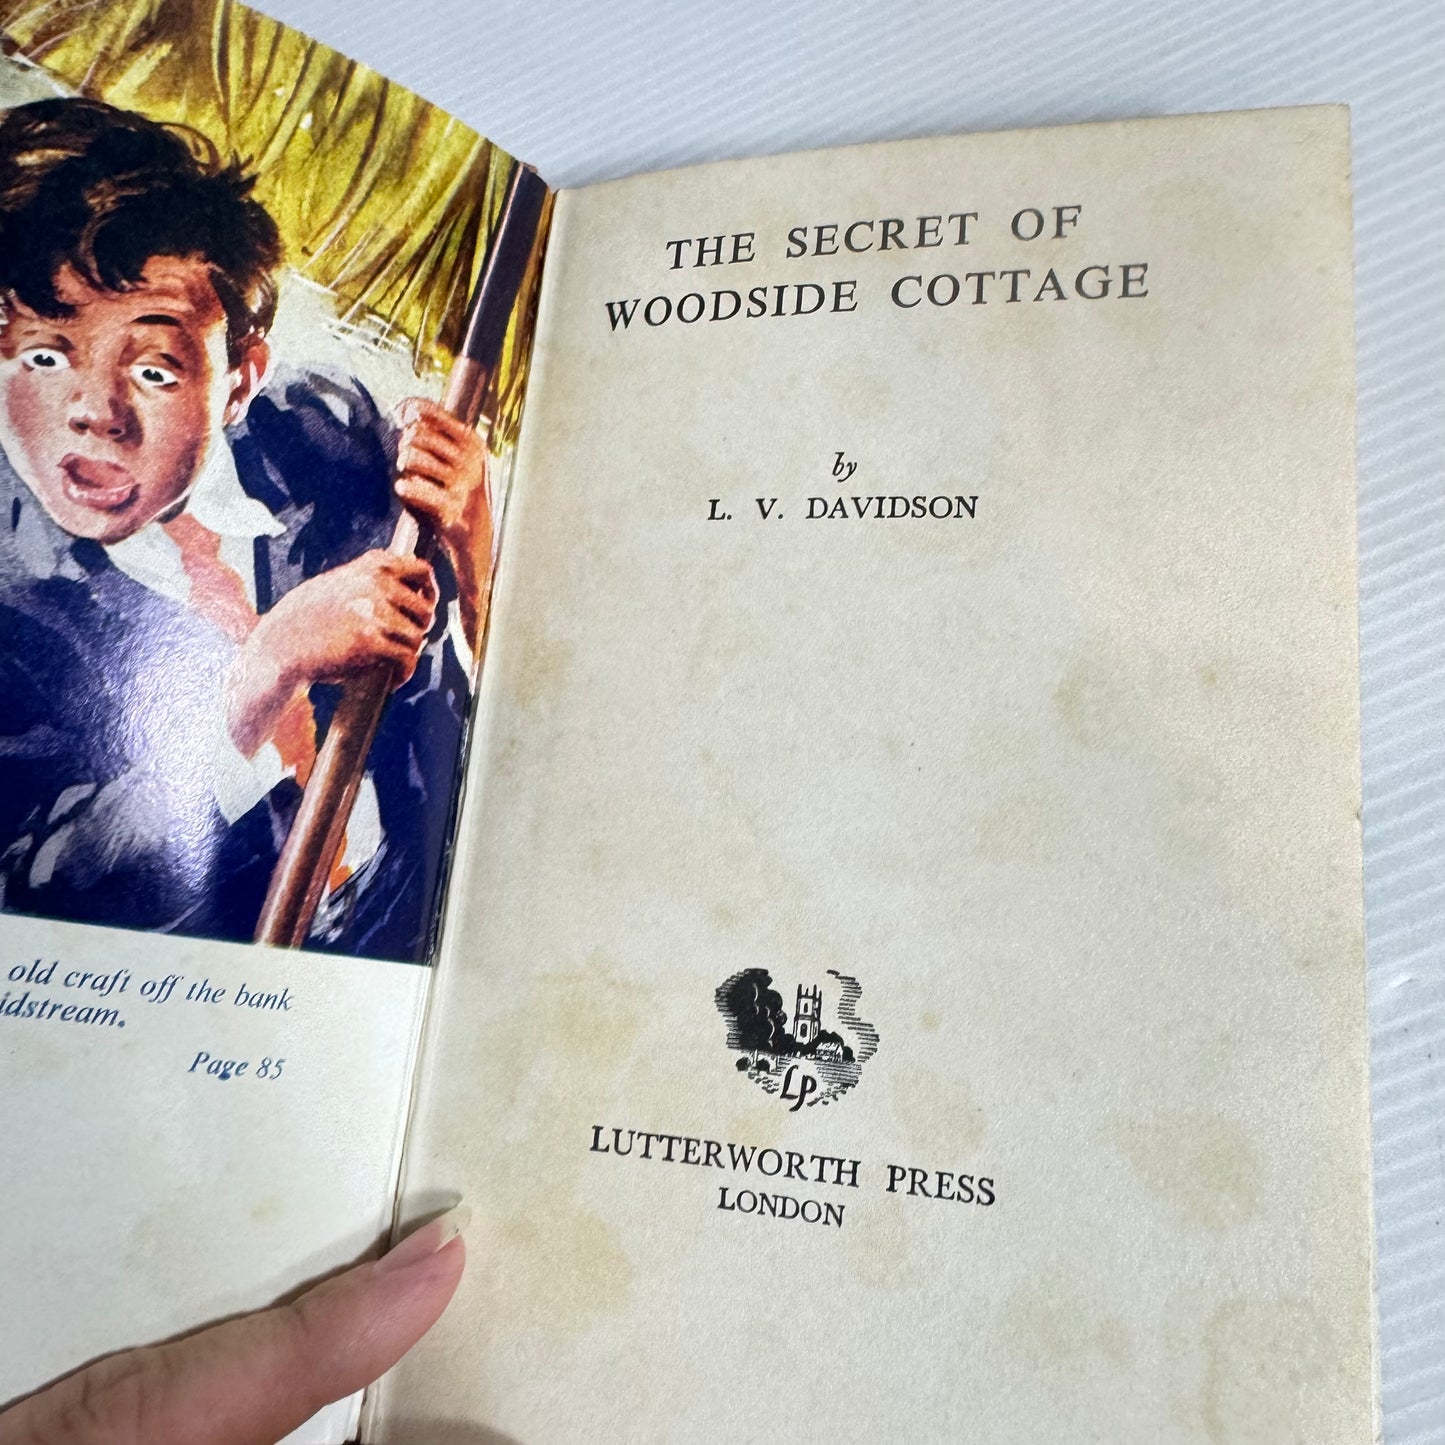 old craft off the bank
idstream.
Page 85
THE SECRET OF
WOODSIDE COTTAGE
by
L. V. DAVIDSON
LP
LUTTERWORTH PRESS
LONDON